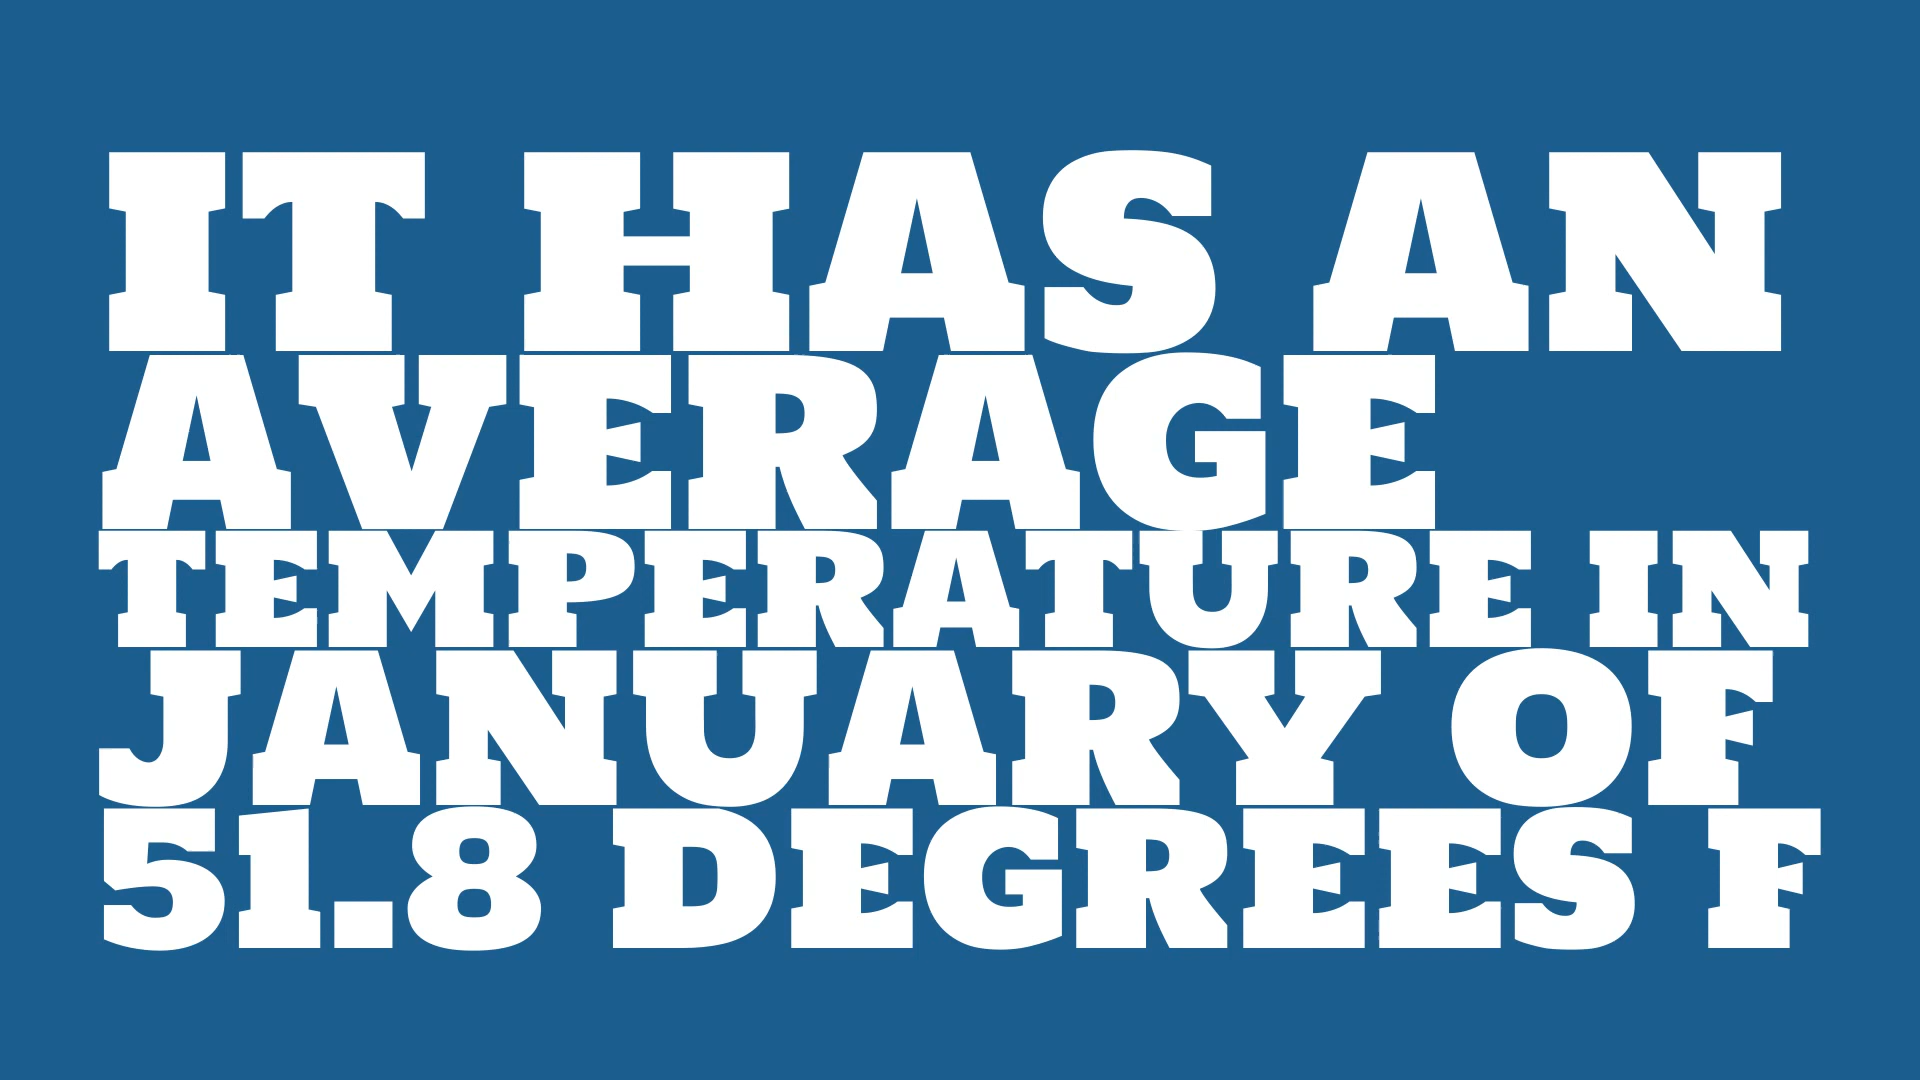 IT HAS AN
AVERAGE
TEMPERATURE IN
JANUARY OF
51.8 DEGREES F